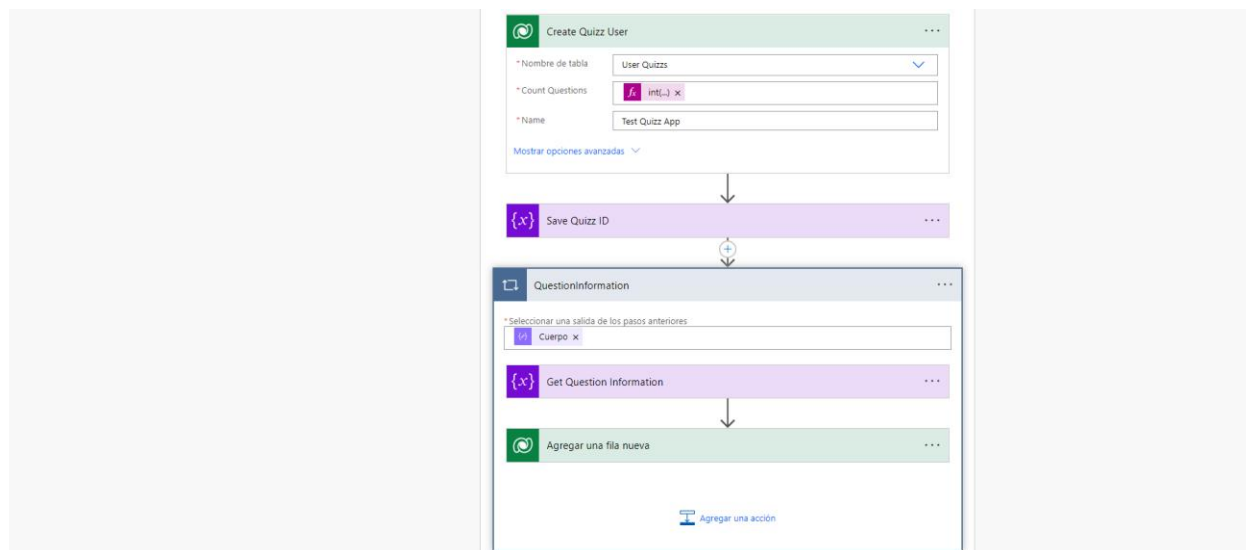 Create Quizz User
* Nombre de tabla
User Quizzs
* Count Questions
fx int(...) ×
* Name
Test Quizz App
Mostrar opciones avanzadas
{x} Save Quizz ID
QuestionInformation
* Seleccionar una salida de los pasos anteriores
Cuerpo ×
{x} Get Question Information
Agregar una fila nueva
Agregar una acción